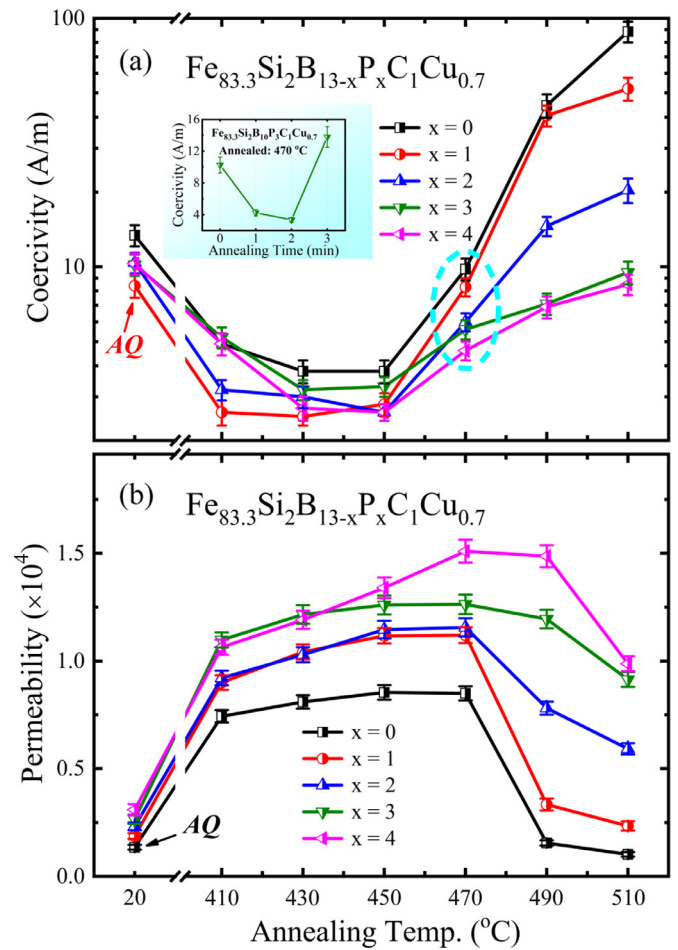 (a) Fe83.3Si2B13-xPxC1Cu0.7
100
10
Coercivity (A/m)
x = 0
x = 1
x = 2
x = 3
x = 4
AQ
Fe83.3Si2B10P3C1Cu0.7
Annealed: 470 °C
16
12
8
4
Coercivity (A/m)
0 1 2 3
Annealing Time (min)
(b) Fe83.3Si2B13-xPxC1Cu0.7
1.5
1.0
0.5
0.0
Permeability (×10⁴)
x = 0
x = 1
x = 2
x = 3
x = 4
AQ
20 410 430 450 470 490 510
Annealing Temp. (°C)